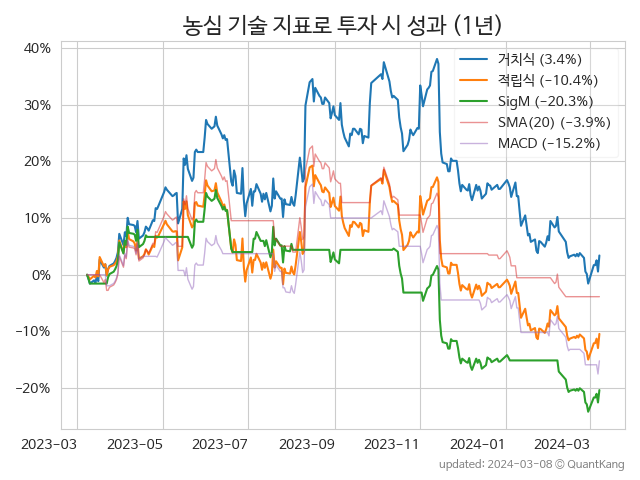 농심 기술 지표로 투자 시 성과 (1년)
40%
30%
20%
10%
0%
−10%
−20%
거치식 (3.4%)
적립식 (−10.4%)
SigM (−20.3%)
SMA(20) (−3.9%)
MACD (−15.2%)
2023−03
2023−05
2023−07
2023−09
2023−11
2024−01
2024−03
updated: 2024−03−08 ⓒ QuantKang